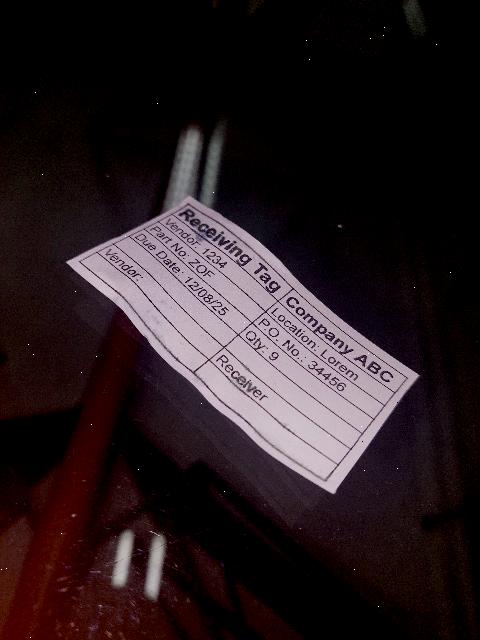 Receiving Tag
Company ABC
Vendor: 1234
Location: Lorem
Part No: ZOF
P.O. No.: 34456
Due Date: 12/08/25
Qty: 9
Vendor:
Receiver